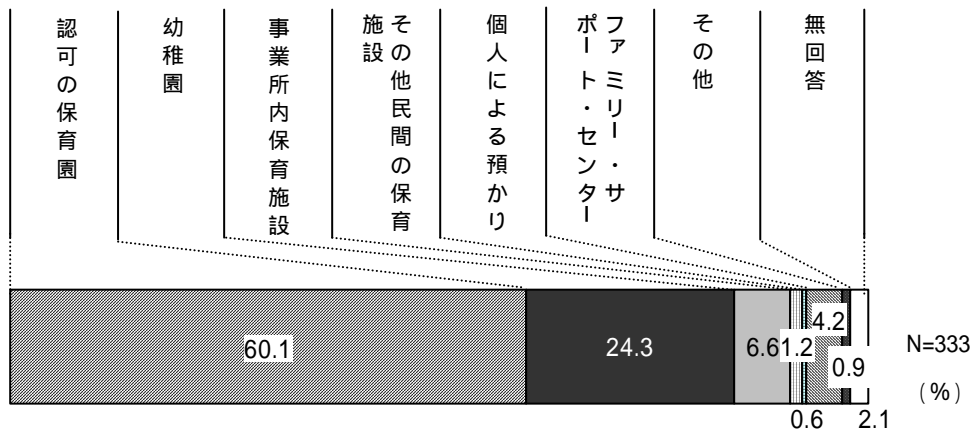 認可の保育園
幼稚園
事業所内保育施設
その他民間の保育
施設
個人による預かり
ファミリー・サ
ポート・センター
その他
無回答
60.1
24.3
6.6
1.2
0.6
4.2
0.9
2.1
N=333
(%)